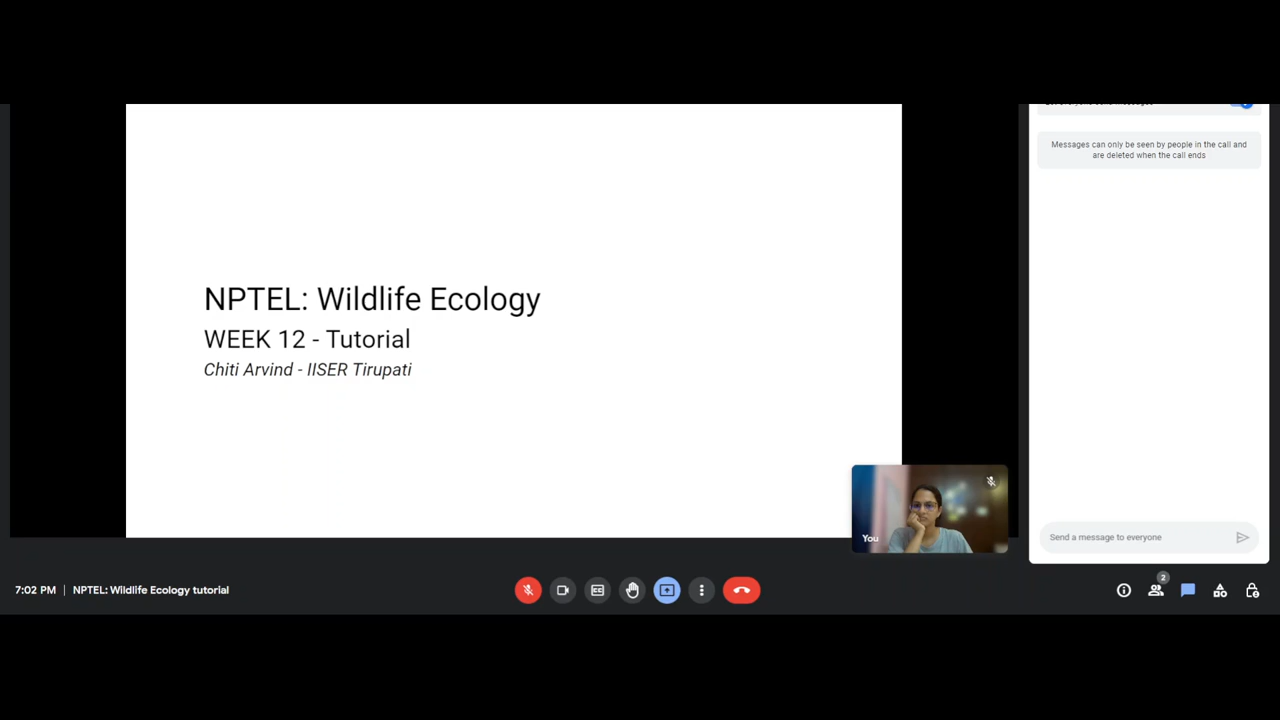 Messages can only be seen by people in the call and
are deleted when the call ends
NPTEL: Wildlife Ecology
WEEK 12 - Tutorial
Chiti Arvind - IISER Tirupati
You
Send a message to everyone
2
7:02 PM | NPTEL: Wildlife Ecology tutorial
CC